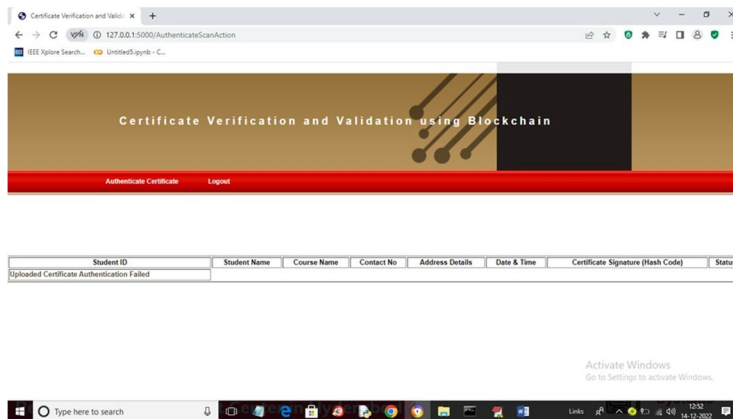 Certificate Verification and Valid
127.0.0.1:5000/AuthenticateScanAction
IEEE Xplore Search... Untitled5.ipynb - C...
Certificate Verification and Validation using Blockchain
Authenticate Certificate Logout
Student ID Student Name Course Name Contact No Address Details Date & Time Certificate Signature (Hash Code) Statu
Uploaded Certificate Authentication Failed
Activate Windows
Go to Settings to activate Windows.
Type here to search Links 12:52
14-12-2022